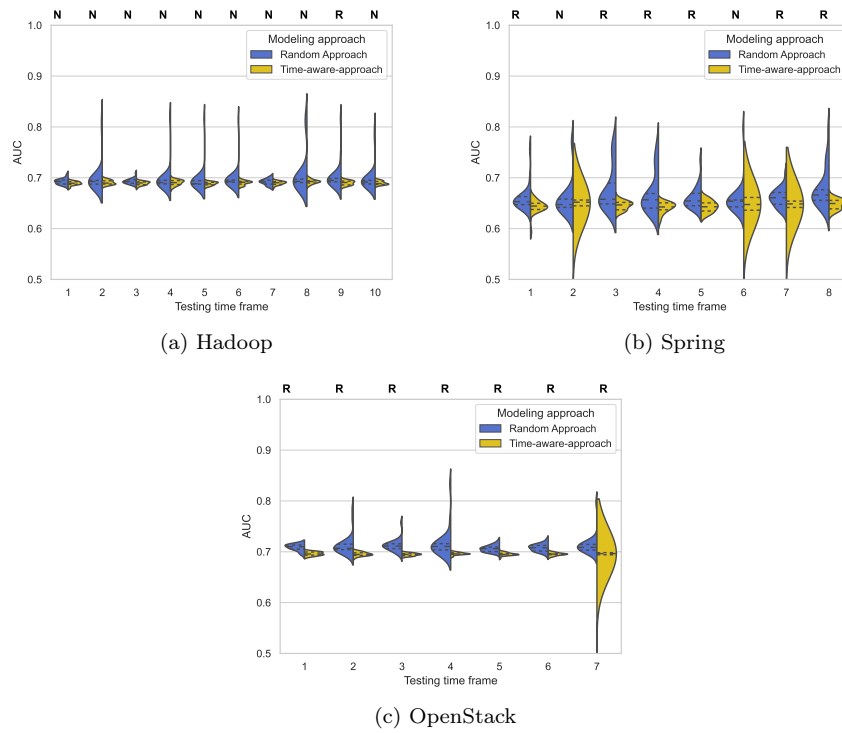 N N N N N N N N R N
1.0
0.9
0.8
0.7
0.6
0.5
AUC
Modeling approach
Random Approach
Time-aware-approach
1 2 3 4 5 6 7 8 9 10
Testing time frame
(a) Hadoop
R N R R R N R R
1.0
0.9
0.8
0.7
0.6
0.5
AUC
Modeling approach
Random Approach
Time-aware-approach
1 2 3 4 5 6 7 8
Testing time frame
(b) Spring
R R R R R R R
1.0
0.9
0.8
0.7
0.6
0.5
AUC
Modeling approach
Random Approach
Time-aware-approach
1 2 3 4 5 6 7
Testing time frame
(c) OpenStack